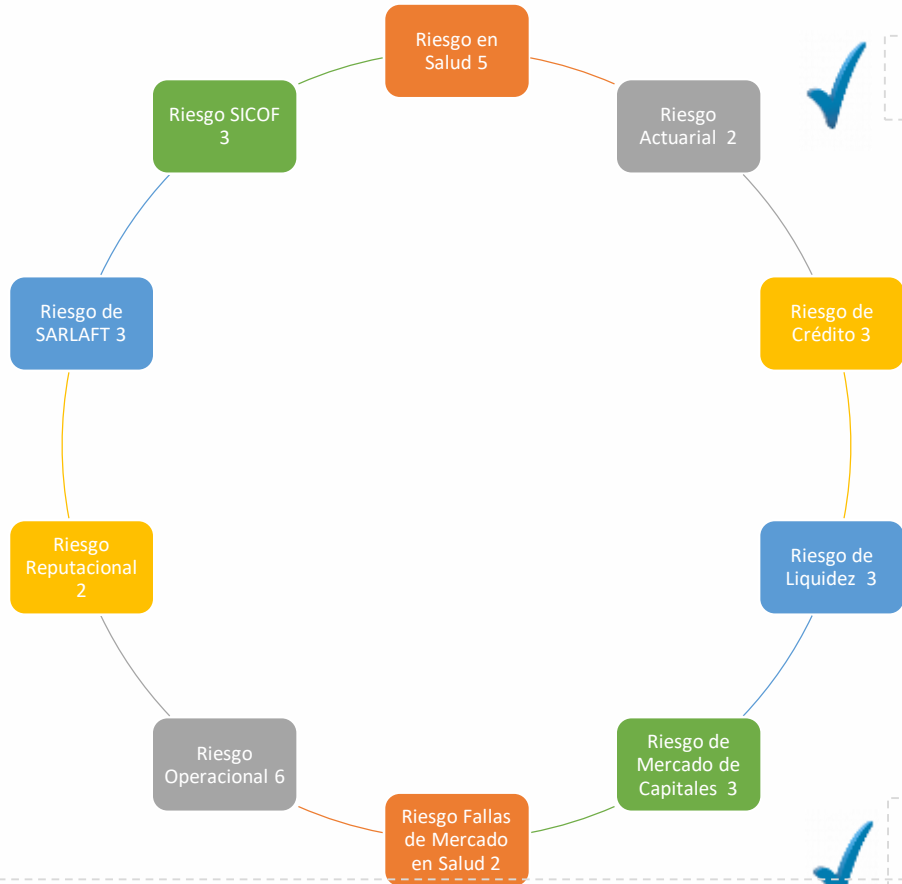 Riesgo en
Salud 5
Riesgo
Actuarial 2
Riesgo de
Crédito 3
Riesgo de
Liquidez 3
Riesgo de
Mercado de
Capitales 3
Riesgo Fallas
de Mercado
en Salud 2
Riesgo
Operacional 6
Riesgo
Reputacional
2
Riesgo de
SARLAFT 3
Riesgo SICOF
3